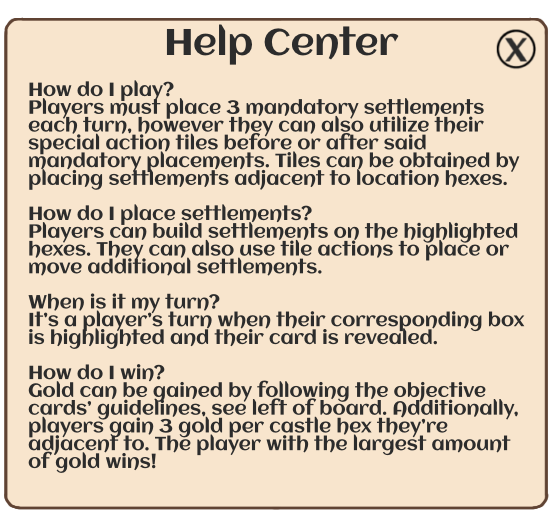 Help Center
X
How do I play?
Players must place 3 mandatory settlements
each turn, however they can also utilize their
special action tiles before or after said
mandatory placements. Tiles can be obtained by
placing settlements adjacent to location hexes.
How do I place settlements?
Players can build settlements on the highlighted
hexes. They can also use tile actions to place or
move additional settlements.
When is it my turn?
It's a player's turn when their corresponding box
is highlighted and their card is revealed.
How do I win?
Gold can be gained by following the objective
cards' guidelines, see left of board. Additionally,
players gain 3 gold per castle hex they're
adjacent to. The player with the largest amount
of gold wins!